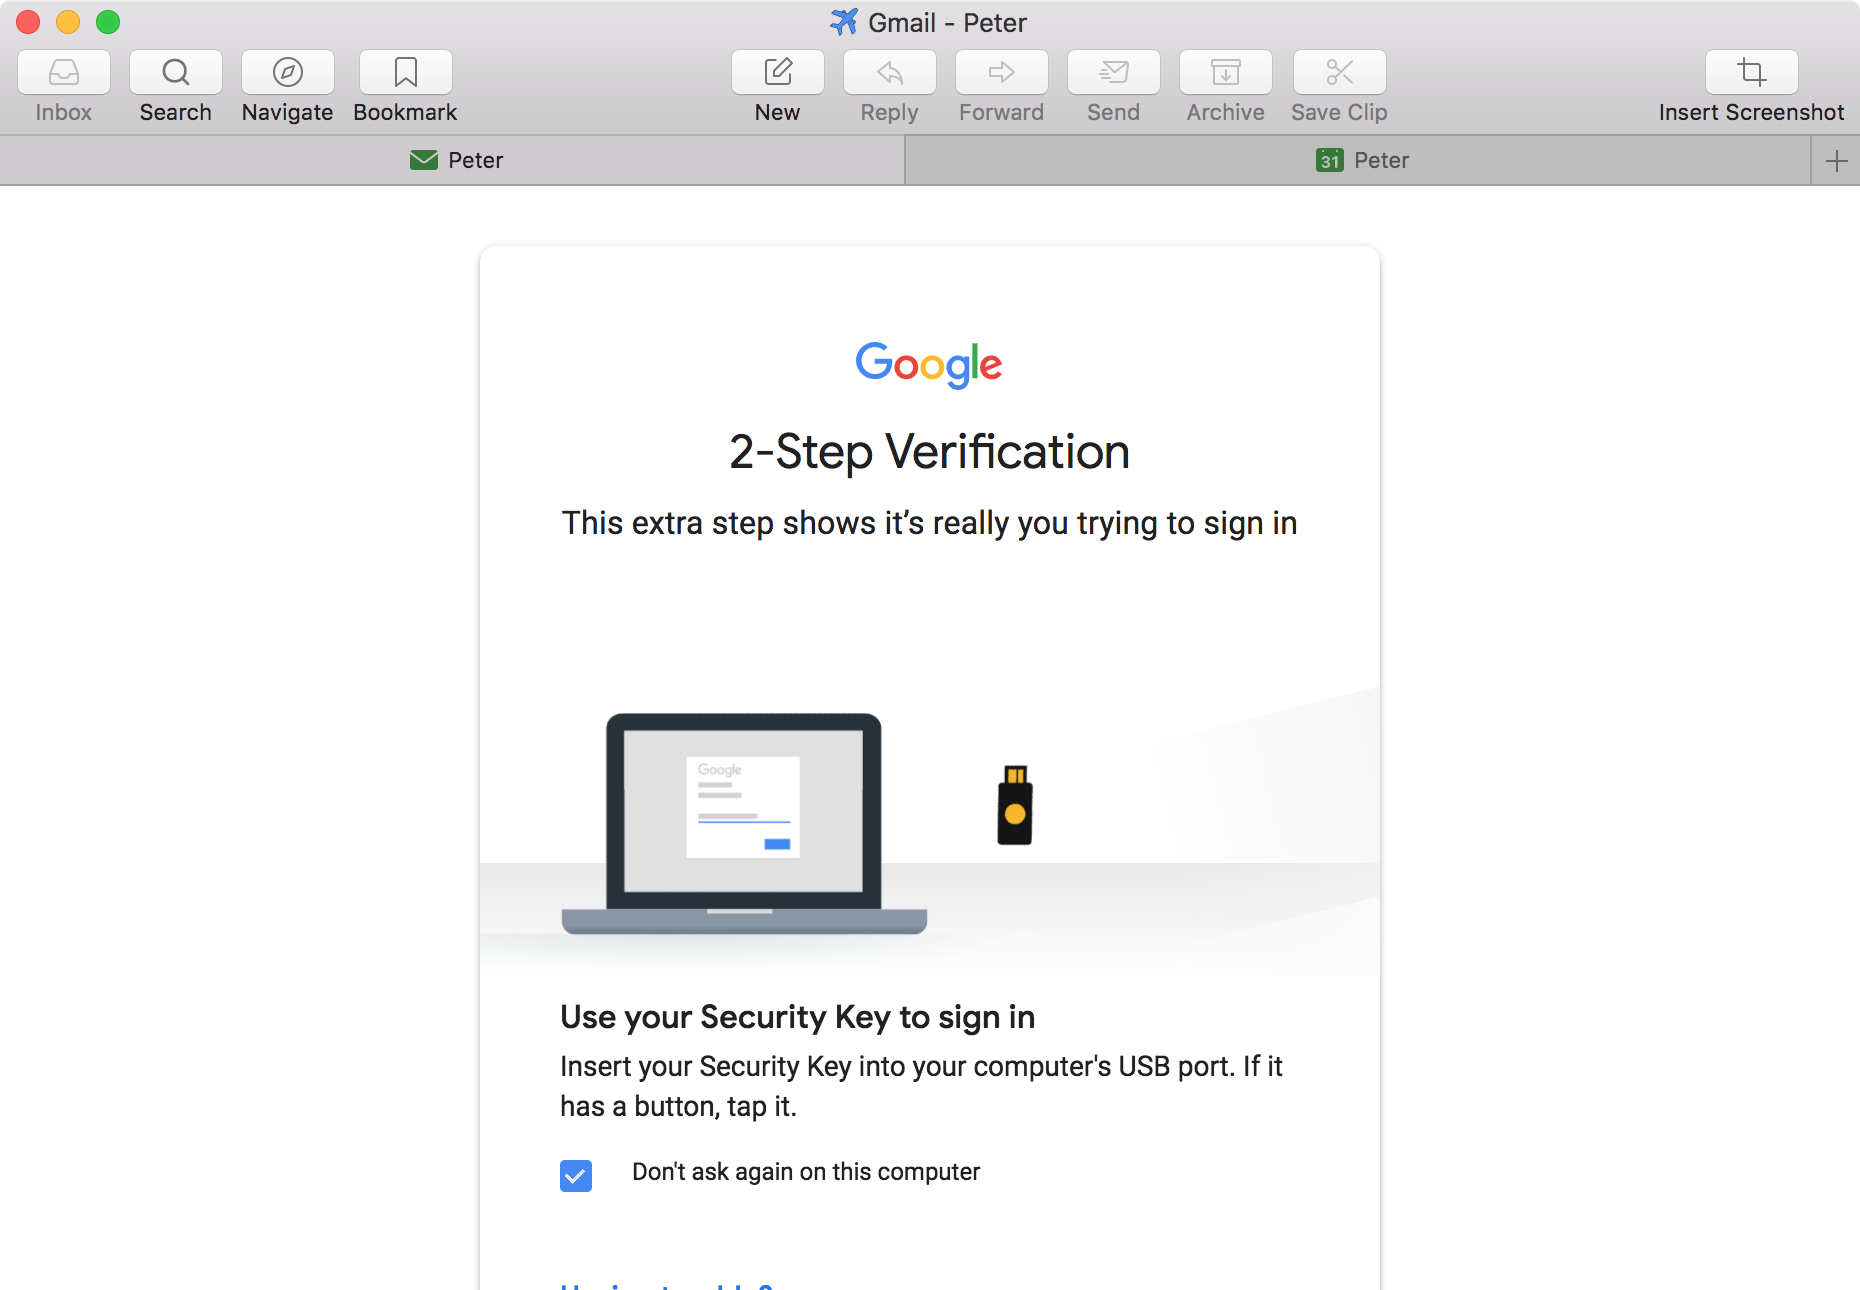 Gmail - Peter
Inbox Search Navigate Bookmark New Reply Forward Send Archive Save Clip Insert Screenshot
Peter 31 Peter
Google
2-Step Verification
This extra step shows it’s really you trying to sign in
Google
Use your Security Key to sign in
Insert your Security Key into your computer's USB port. If it
has a button, tap it.
Don't ask again on this computer